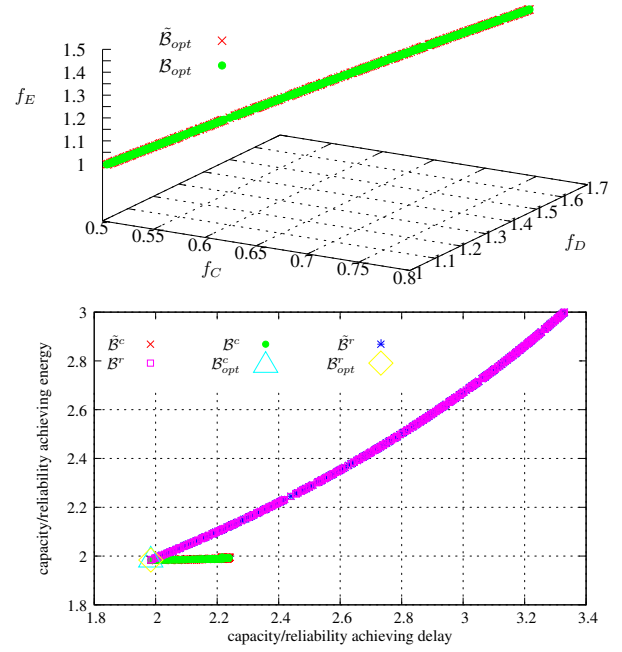 B̃opt
Bopt
fE
1.5
1.4
1.3
1.2
1.1
1
0.5
0.55
0.6
0.65
0.7
0.75
0.8
fC
1
1.1
1.2
1.3
1.4
1.5
1.6
1.7
fD
capacity/reliability achieving energy
3
2.8
2.6
2.4
2.2
2
1.8
B̃ᶜ Bᶜ B̃ʳ
Bʳ Bᶜopt Bʳopt
1.8 2 2.2 2.4 2.6 2.8 3 3.2 3.4
capacity/reliability achieving delay